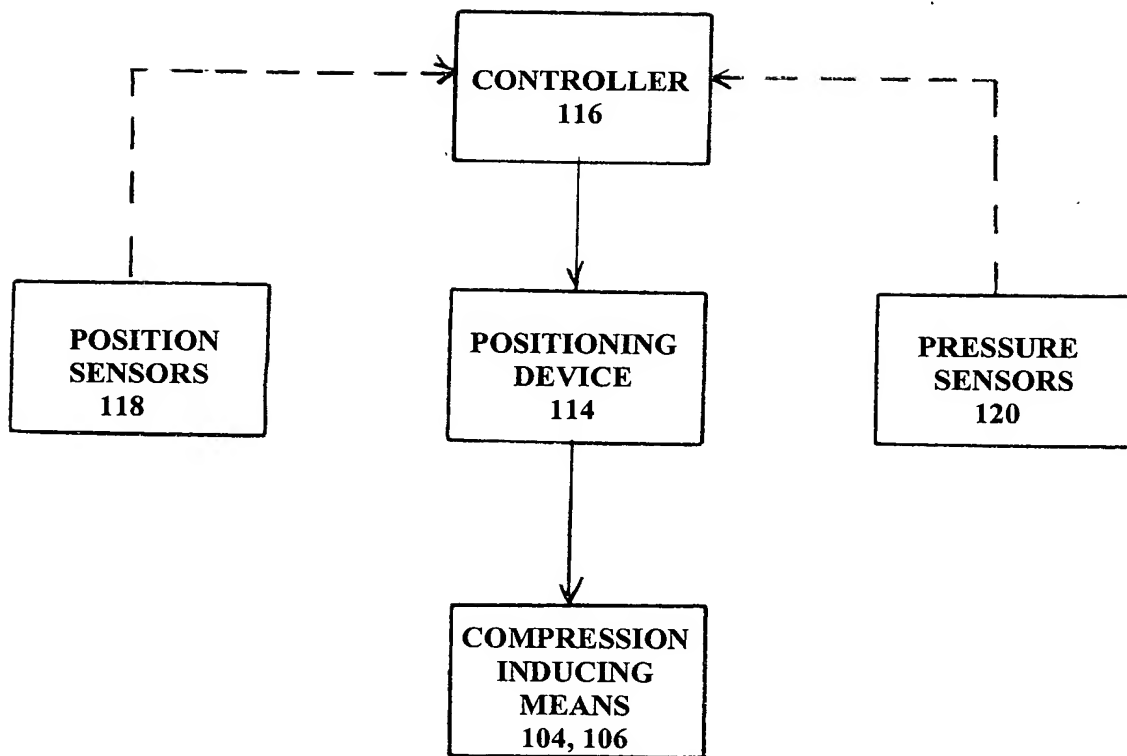 CONTROLLER
116
POSITION
SENSORS
118
POSITIONING
DEVICE
114
PRESSURE
SENSORS
120
COMPRESSION
INDUCING
MEANS
104, 106